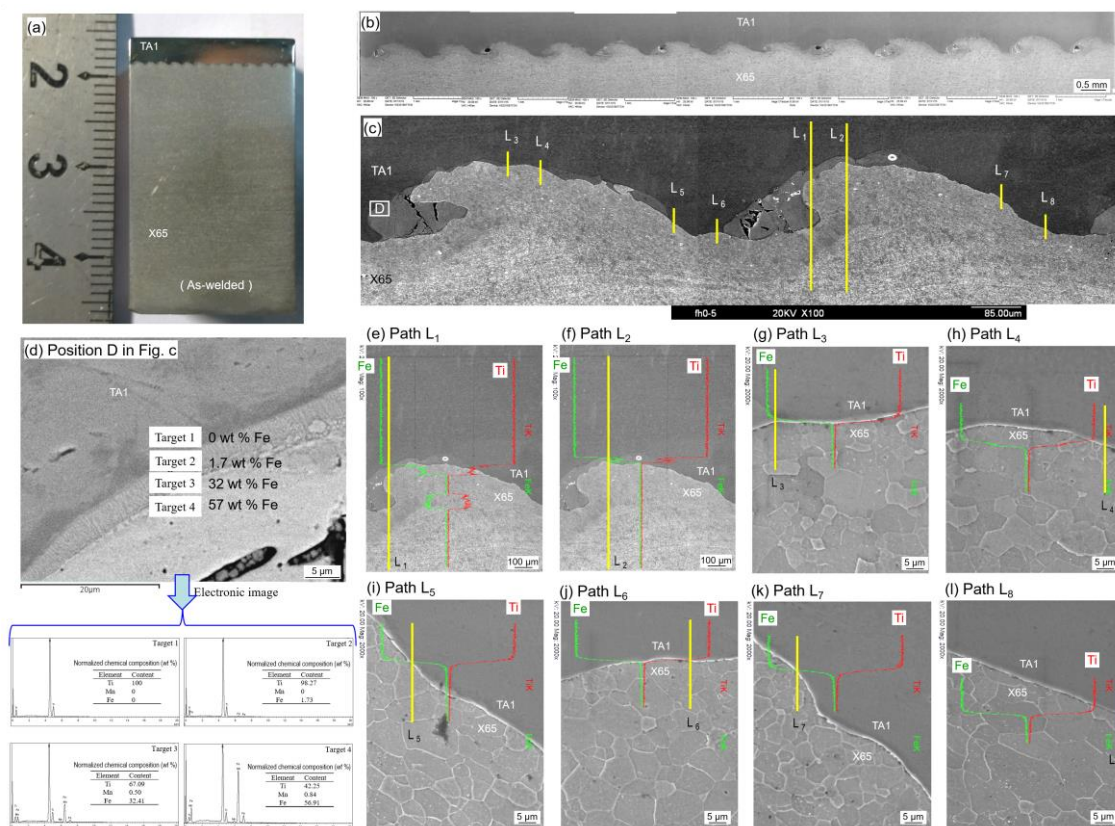 (a)
TA1
2
3
4
X65
( As-welded )
(b)
TA1
X65
0.5 mm
(c)
L1
L2
L3
L4
TA1
L5
L6
L7
L8
D
X65
fh0-5 20KV X100 85.00um
(d) Position D in Fig. c
TA1
Target 1 0 wt % Fe
Target 2 1.7 wt % Fe
Target 3 32 wt % Fe
Target 4 57 wt % Fe
5 μm
20μm
Electronic image
Target 1
Normalized chemical composition (wt %)
Element Content
Ti 100
Mn 0
Fe 0
Target 2
Normalized chemical composition (wt %)
Element Content
Ti 98.27
Mn 0
Fe 1.73
Target 3
Normalized chemical composition (wt %)
Element Content
Ti 67.09
Mn 0.50
Fe 32.41
Target 4
Normalized chemical composition (wt %)
Element Content
Ti 42.25
Mn 0.84
Fe 56.91
(e) Path L1
Fe
Ti
TiK
TA1
X65
L1
100 μm
(f) Path L2
Fe
Ti
TiK
TA1
X65
L2
100 μm
(g) Path L3
Fe
Ti
TA1
TiK
X65
L3
5 μm
(h) Path L4
Fe
TA1
Ti
X65
TiK
L4
5 μm
(i) Path L5
Fe
Ti
TiK
TA1
L5
X65
5 μm
(j) Path L6
Fe
Ti
TA1
X65
TiK
L6
5 μm
(k) Path L7
Fe
Ti
TiK
L7
TA1
X65
5 μm
(l) Path L8
TA1
Fe
Ti
X65
TiK
L
5 μm